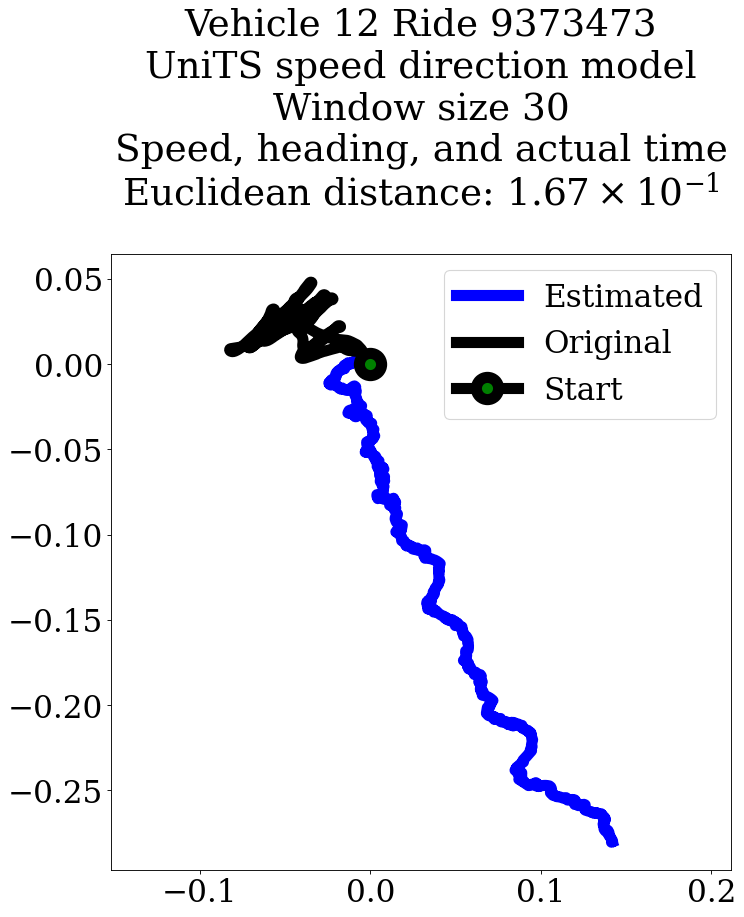 Vehicle 12 Ride 9373473
UniTS speed direction model
Window size 30
Speed, heading, and actual time
Euclidean distance: 1.67 × 10⁻¹
Estimated
Original
Start
0.05
0.00
−0.05
−0.10
−0.15
−0.20
−0.25
−0.1 0.0 0.1 0.2